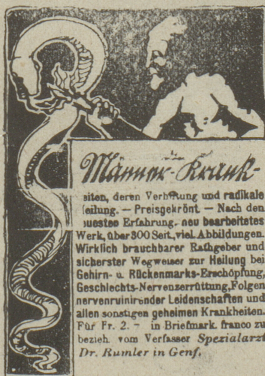 Männer-Krank-
siten, deren Verhütung und radikale
Heilung. — Preisgekrönt. — Nach den
neuesten Erfahrung. neu bearbeitetes
Werk, über 300 Seit., viel Abbildungen.
Wirklich brauchbarer Rathgeber und
sicherster Wegweiser zur Heilung bei
Gehirn- u. Rückenmarks-Erschöpfung,
Geschlechts-Nervenzerrüttung, Folgen
nervenruinirender Leidenschaften und
allen sonstigen geheimen Krankheiten.
Für Fr. 2. – in Briefmark. franco zu
bezieh. vom Verfasser Spezialarzt
Dr. Rumler in Genf.